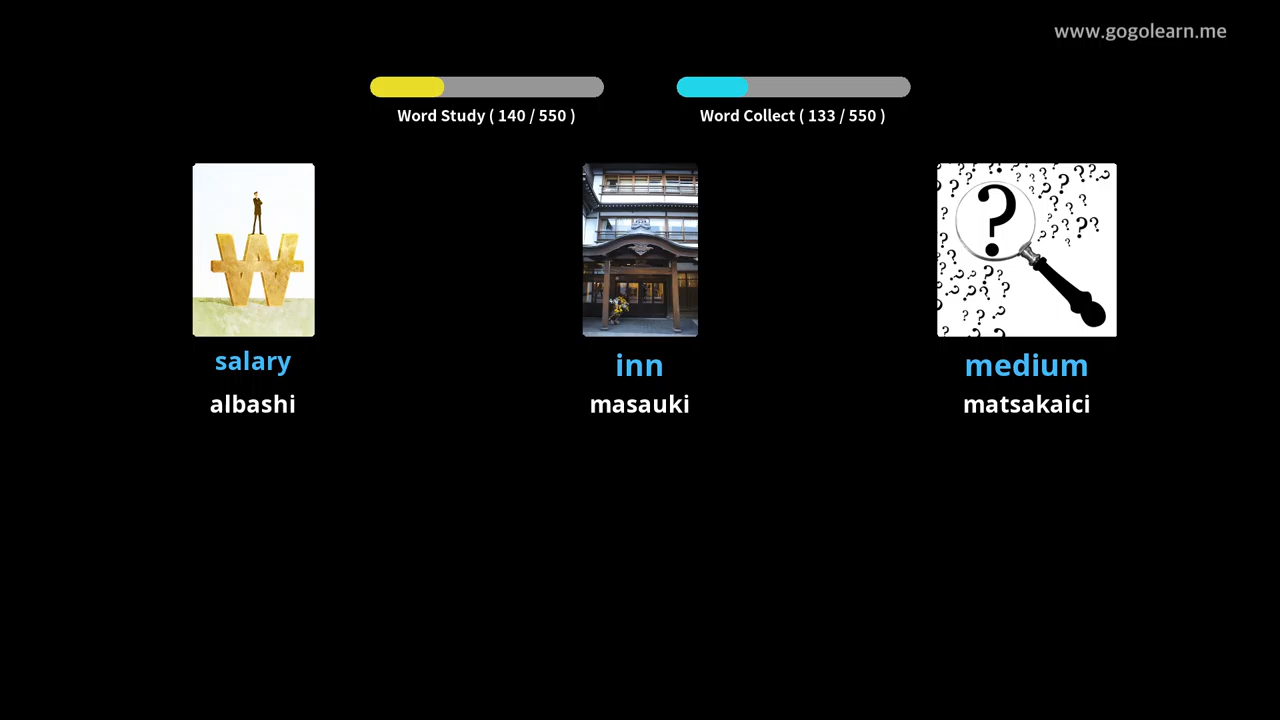 www.gogolearn.me
Word Study ( 140 / 550 )
Word Collect ( 133 / 550 )
salary
inn
medium
albashi
masauki
matsakaici